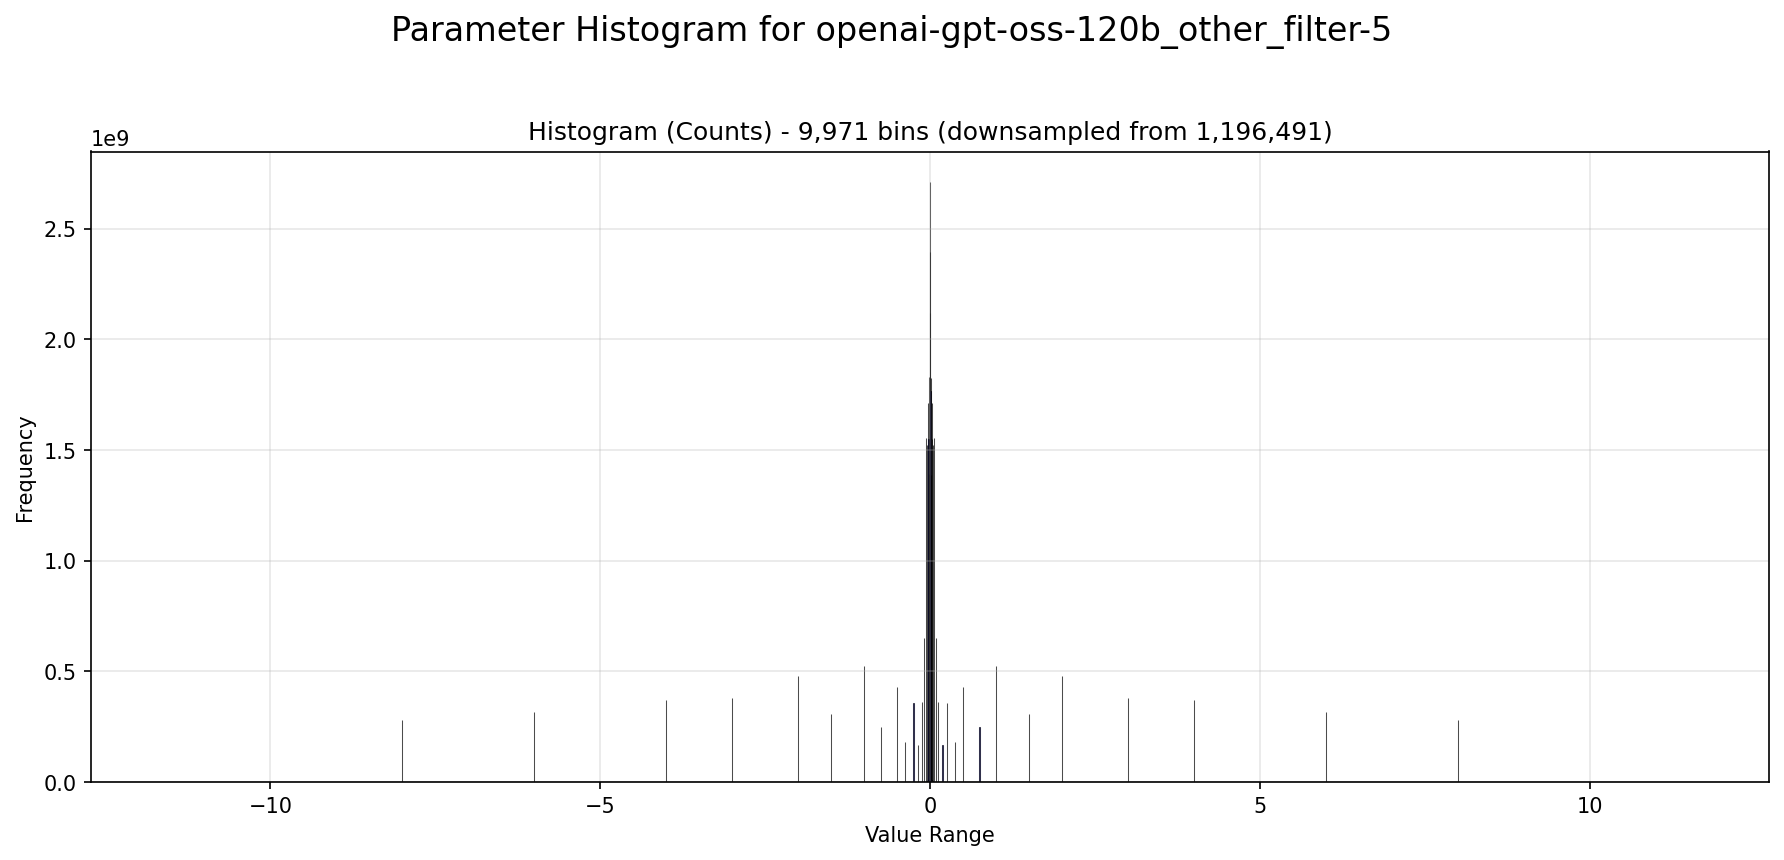 Parameter Histogram for openai-gpt-oss-120b_other_filter-5
Histogram (Counts) - 9,971 bins (downsampled from 1,196,491)
1e9
2.5
2.0
1.5
1.0
0.5
0.0
Frequency
−10
−5
0
5
10
Value Range